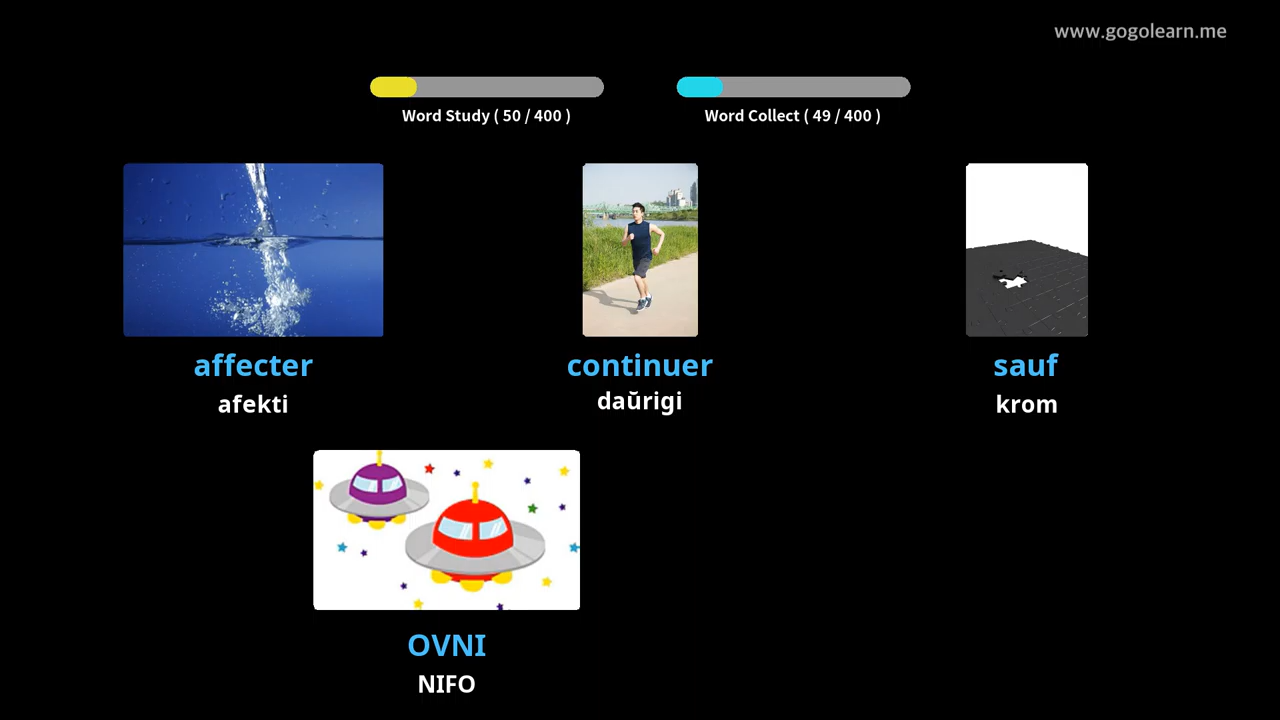 www.gogolearn.me
Word Study ( 50 / 400 )
Word Collect ( 49 / 400 )
affecter
afekti
continuer
daŭrigi
sauf
krom
OVNI
NIFO